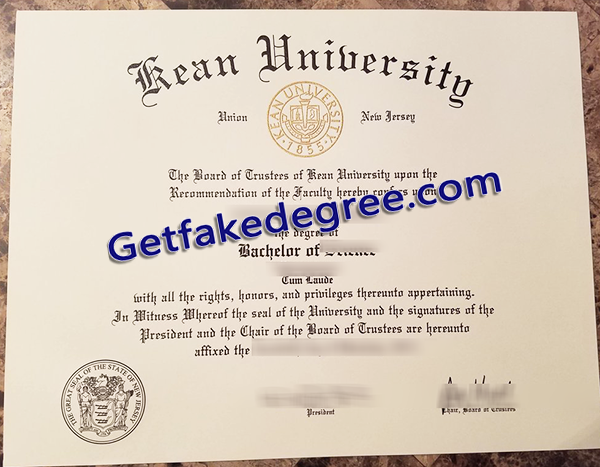 Kean University
Union New Jersey
KEAN UNIVERSITY
1855
The Board of Trustees of Kean University upon the
Recommendation of the Faculty hereby confers upon
Getfakedegree.com
the degree of
Bachelor of Science
Cum Laude
with all the rights, honors, and privileges thereunto appertaining.
In Witness Whereof the seal of the University and the signatures of the
President and the Chair of the Board of Trustees are hereunto
affixed the
THE GREAT SEAL OF THE STATE OF NEW JERSEY
President
Chair, Board of Trustees